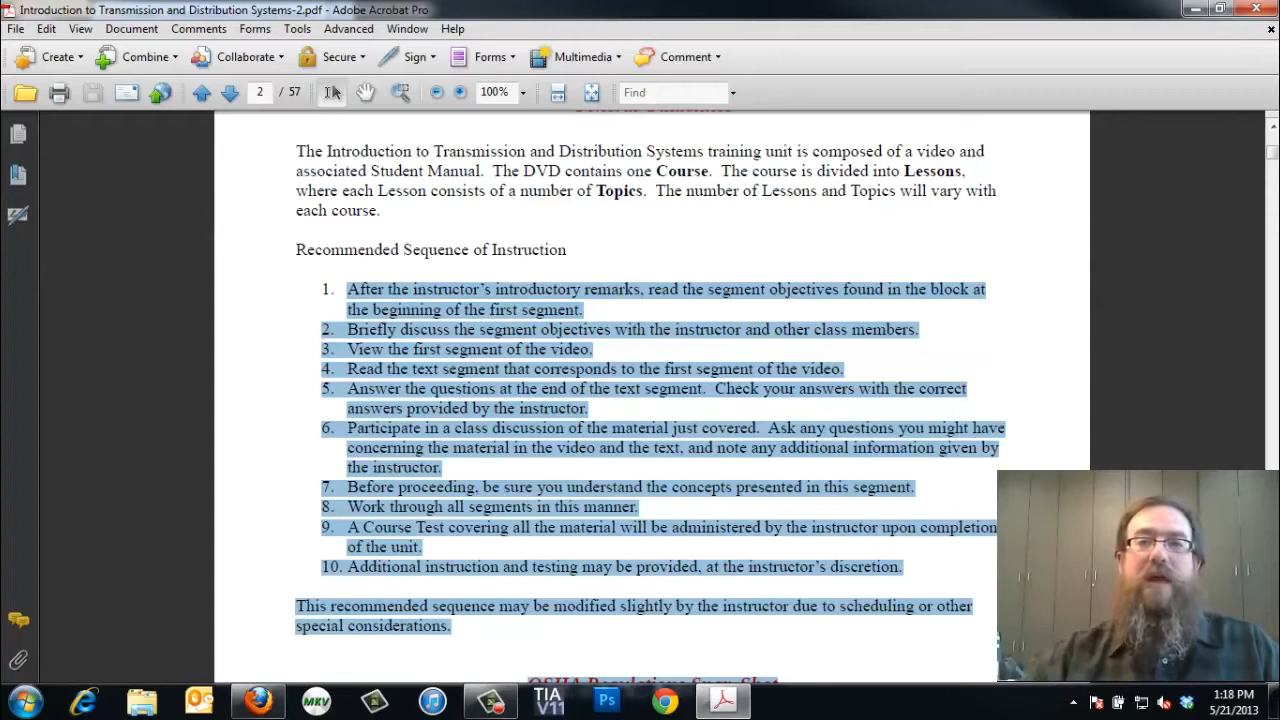 Introduction to Transmission and Distribution Systems-2.pdf - Adobe Acrobat Pro
File Edit View Document Comments Forms Tools Advanced Window Help
Create Combine Collaborate Secure Sign Forms Multimedia Comment
2 / 57 100% Find
The Introduction to Transmission and Distribution Systems training unit is composed of a video and
associated Student Manual. The DVD contains one Course. The course is divided into Lessons,
where each Lesson consists of a number of Topics. The number of Lessons and Topics will vary with
each course.
Recommended Sequence of Instruction
1. After the instructor's introductory remarks, read the segment objectives found in the block at
the beginning of the first segment.
2. Briefly discuss the segment objectives with the instructor and other class members.
3. View the first segment of the video.
4. Read the text segment that corresponds to the first segment of the video.
5. Answer the questions at the end of the text segment. Check your answers with the correct
answers provided by the instructor.
6. Participate in a class discussion of the material just covered. Ask any questions you might have
concerning the material in the video and the text, and note any additional information given by
the instructor.
7. Before proceeding, be sure you understand the concepts presented in this segment.
8. Work through all segments in this manner.
9. A Course Test covering all the material will be administered by the instructor upon completion
of the unit.
10. Additional instruction and testing may be provided, at the instructor's discretion.
This recommended sequence may be modified slightly by the instructor due to scheduling or other
special considerations.
OSHA Regulations Snap Shot
MKV TIA V11 Ps
1:18 PM
5/21/2013